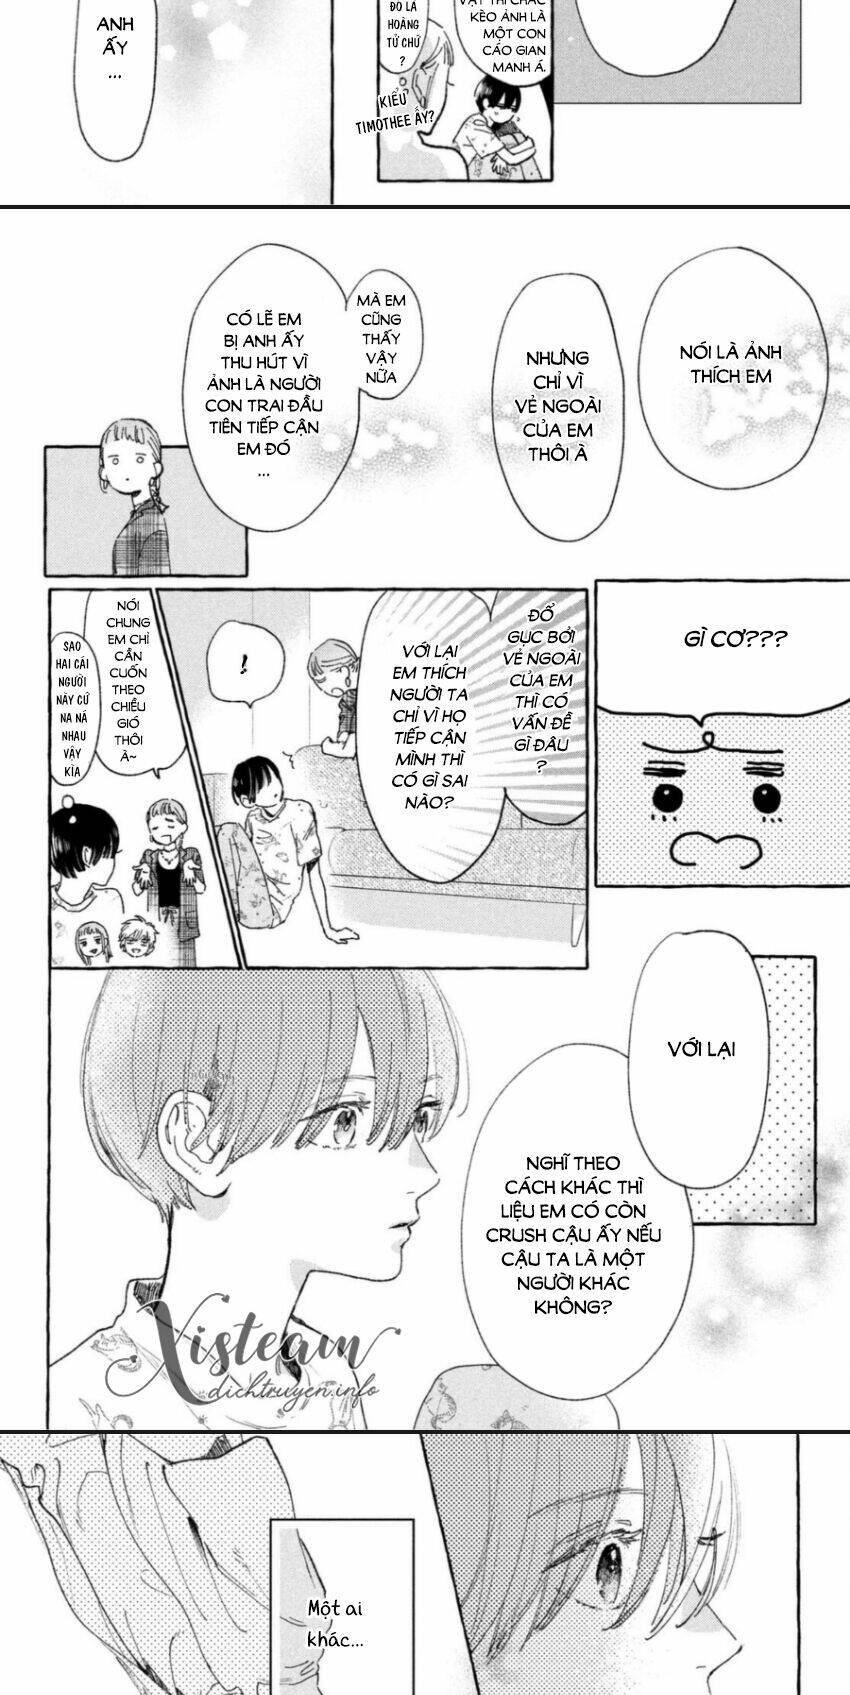 VẬT THÌ CHẮC
KÈO ẢNH LÀ
MỘT CON
CÁO GIAN
MANH Á.
ĐÓ LÀ
HOÀNG
TỬ CHỨ
?
KIỂU
TIMOTHEE ẤY?
ANH
ẤY
...
NÓI LÀ ẢNH
THÍCH EM
NHƯNG
CHỈ VÌ
VẺ NGOÀI
CỦA EM
THÔI À
MÀ EM
CŨNG
THẤY
VẬY
NỮA
CÓ LẼ EM
BỊ ANH ẤY
THU HÚT VÌ
ẢNH LÀ NGƯỜI
CON TRAI ĐẦU
TIÊN TIẾP CẬN
EM ĐÓ
...
GÌ CƠ???
ĐỔ
GỤC BỞI
VẺ NGOÀI
CỦA EM
THÌ CÓ
VẤN ĐỀ
GÌ ĐÂU
?
VỚI LẠI
EM THÍCH
NGƯỜI TA
CHỈ VÌ HỌ
TIẾP CẬN
MÌNH THÌ
CÓ GÌ SAI
NÀO?
!
NÓI
CHUNG
EM CHỈ
CẦN
CUỐN
THEO
CHIỀU
GIÓ
THÔI
À~
SAO
HAI CÁI
NGƯỜI
NÀY CỨ
NA NÁ
NHAU
VẬY
KÌA
VỚI LẠI
NGHĨ THEO
CÁCH KHÁC THÌ
LIỆU EM CÓ CÒN
CRUSH CẬU ẤY NẾU
CẬU TA LÀ MỘT
NGƯỜI KHÁC
KHÔNG?
Xisteam
dichtruyen.info
Một ai
khác...